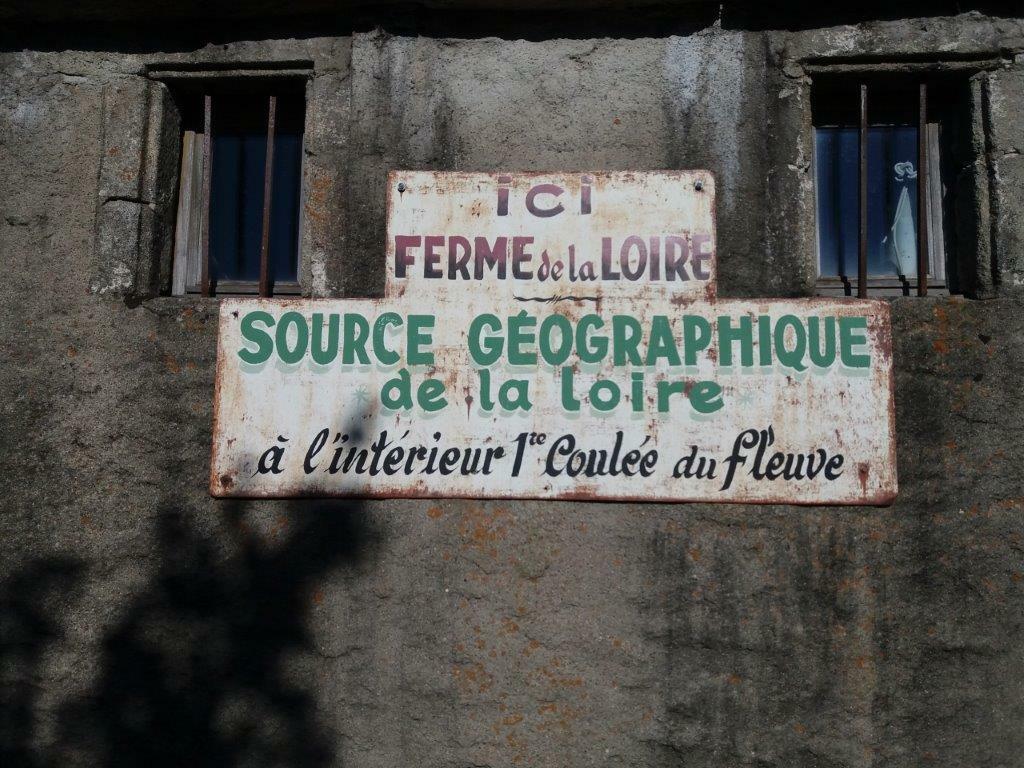 ici
FERME de la LOIRE
SOURCE GÉOGRAPHIQUE
de la Loire
à l'intérieur 1re Coulée du fleuve